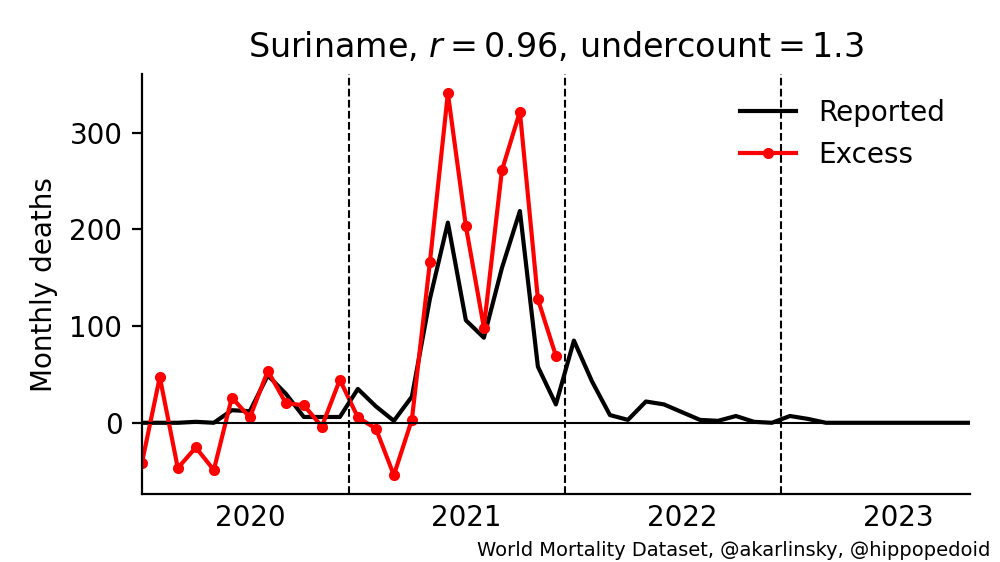 Suriname, r = 0.96, undercount = 1.3
Reported
Excess
Monthly deaths
300
200
100
0
2020 2021 2022 2023
World Mortality Dataset, @akarlinsky, @hippopedoid